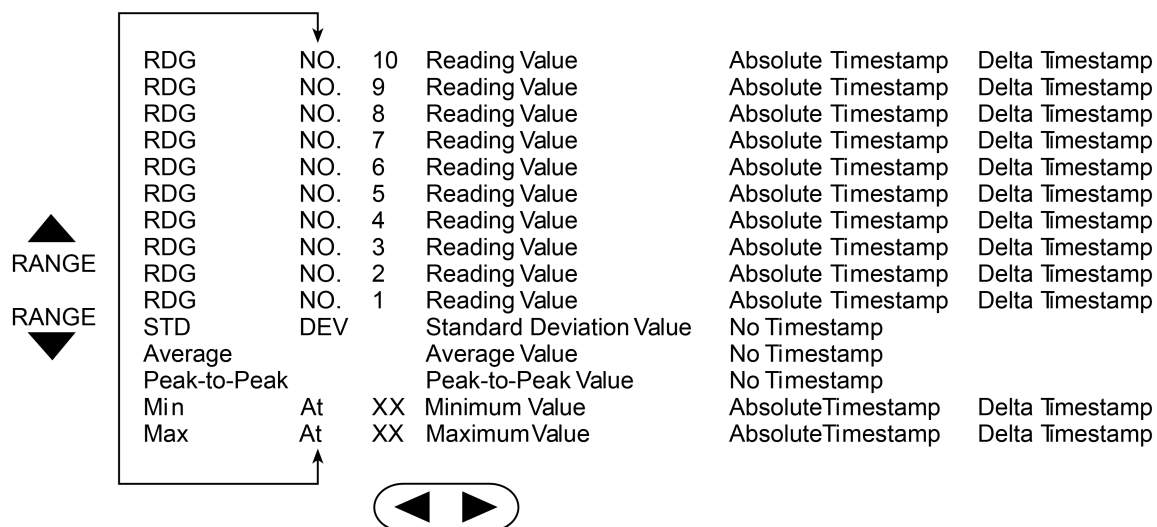 RDG NO. 10 Reading Value Absolute Timestamp Delta Timestamp
RDG NO. 9 Reading Value Absolute Timestamp Delta Timestamp
RDG NO. 8 Reading Value Absolute Timestamp Delta Timestamp
RDG NO. 7 Reading Value Absolute Timestamp Delta Timestamp
RDG NO. 6 Reading Value Absolute Timestamp Delta Timestamp
RDG NO. 5 Reading Value Absolute Timestamp Delta Timestamp
RDG NO. 4 Reading Value Absolute Timestamp Delta Timestamp
RDG NO. 3 Reading Value Absolute Timestamp Delta Timestamp
RANGE
RDG NO. 2 Reading Value Absolute Timestamp Delta Timestamp
RDG NO. 1 Reading Value Absolute Timestamp Delta Timestamp
RANGE
STD DEV Standard Deviation Value No Timestamp
Average Average Value No Timestamp
Peak-to-Peak Peak-to-Peak Value No Timestamp
Min At XX Minimum Value AbsoluteTimestamp Delta Timestamp
Max At XX MaximumValue AbsoluteTimestamp Delta Timestamp